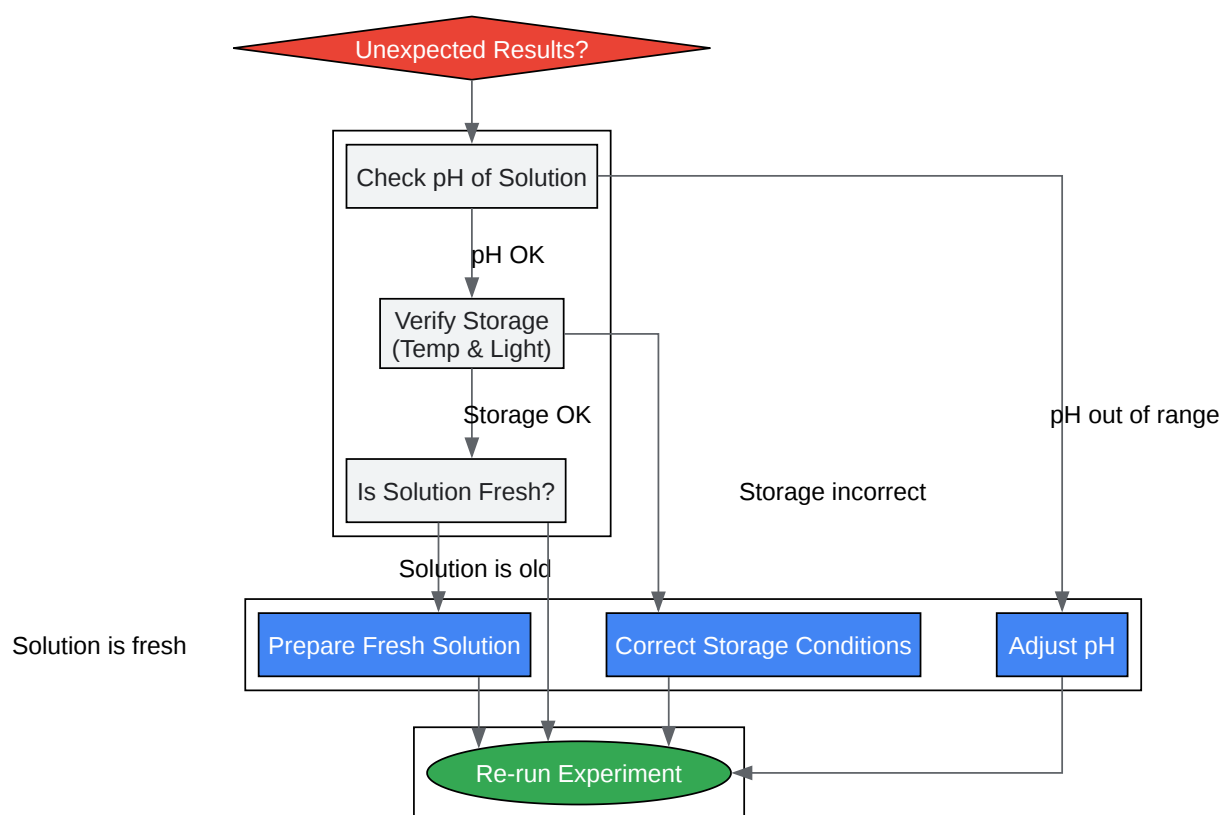 Unexpected Results?
Check pH of Solution
pH OK
Verify Storage
(Temp & Light)
Storage OK
pH out of range
Is Solution Fresh?
Storage incorrect
Solution is old
Solution is fresh
Prepare Fresh Solution
Correct Storage Conditions
Adjust pH
Re-run Experiment